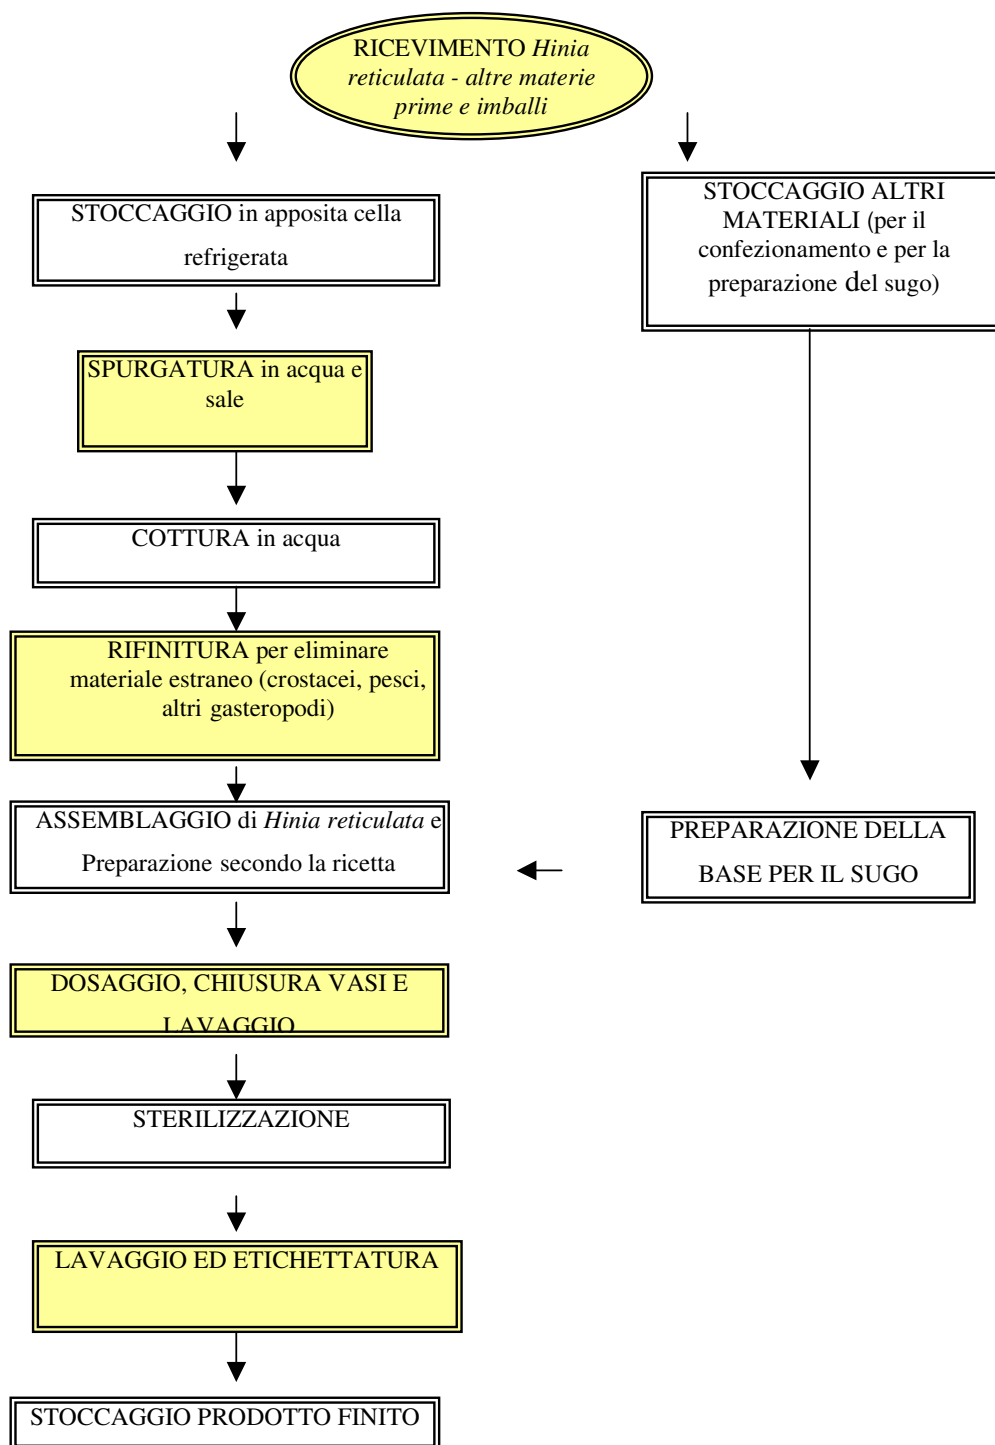 RICEVIMENTO Hinia
reticulata - altre materie
prime e imballi
STOCCAGGIO in apposita cella
refrigerata
STOCCAGGIO ALTRI
MATERIALI (per il
confezionamento e per la
preparazione del sugo)
SPURGATURA in acqua e
sale
COTTURA in acqua
RIFINITURA per eliminare
materiale estraneo (crostacei, pesci,
altri gasteropodi)
ASSEMBLAGGIO di Hinia reticulata e
Preparazione secondo la ricetta
PREPARAZIONE DELLA
BASE PER IL SUGO
DOSAGGIO, CHIUSURA VASI E
LAVAGGIO
STERILIZZAZIONE
LAVAGGIO ED ETICHETTATURA
STOCCAGGIO PRODOTTO FINITO